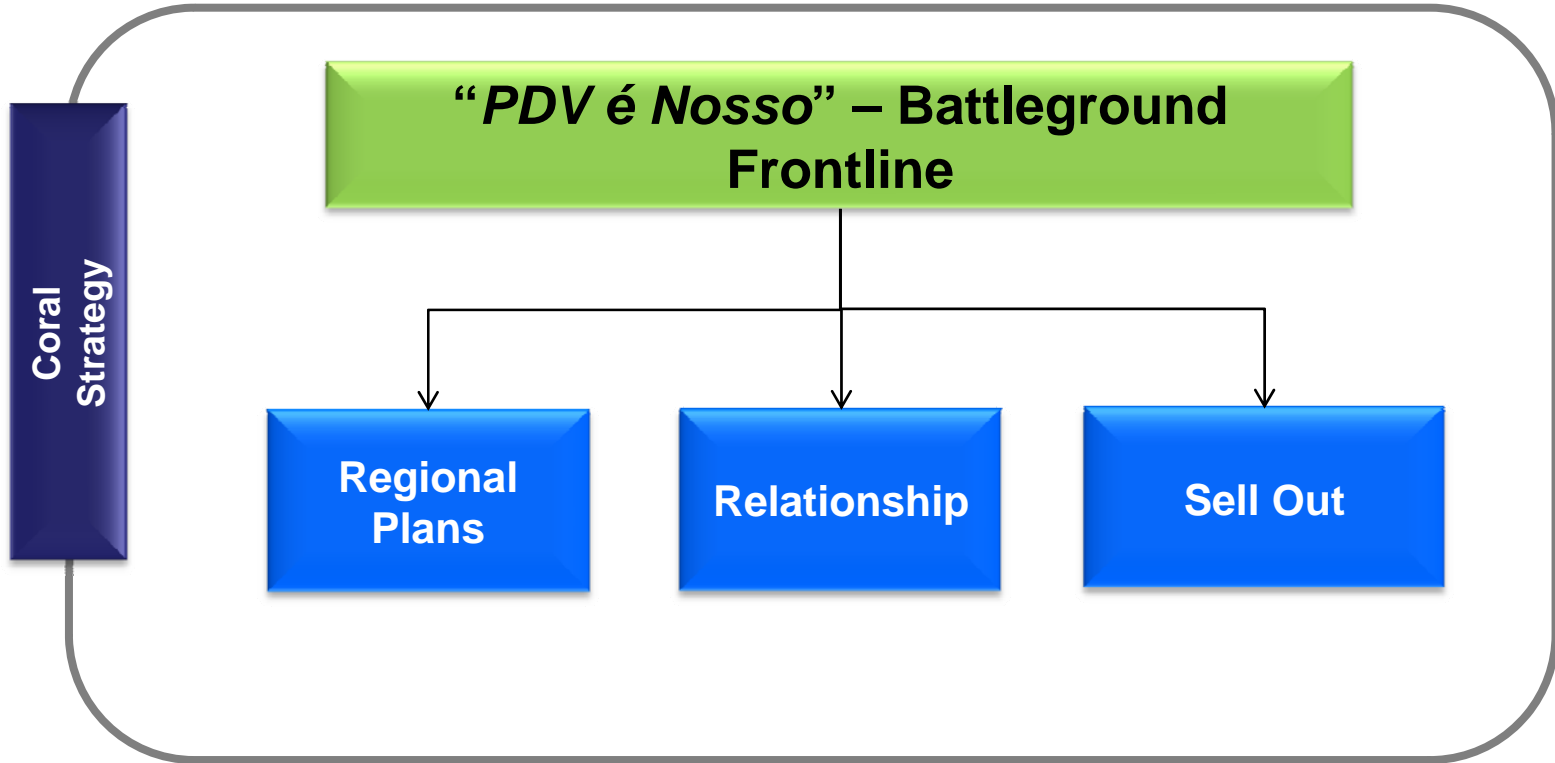 “PDV é Nosso” – Battleground
Frontline
Coral
Strategy
Regional
Plans
Relationship
Sell Out